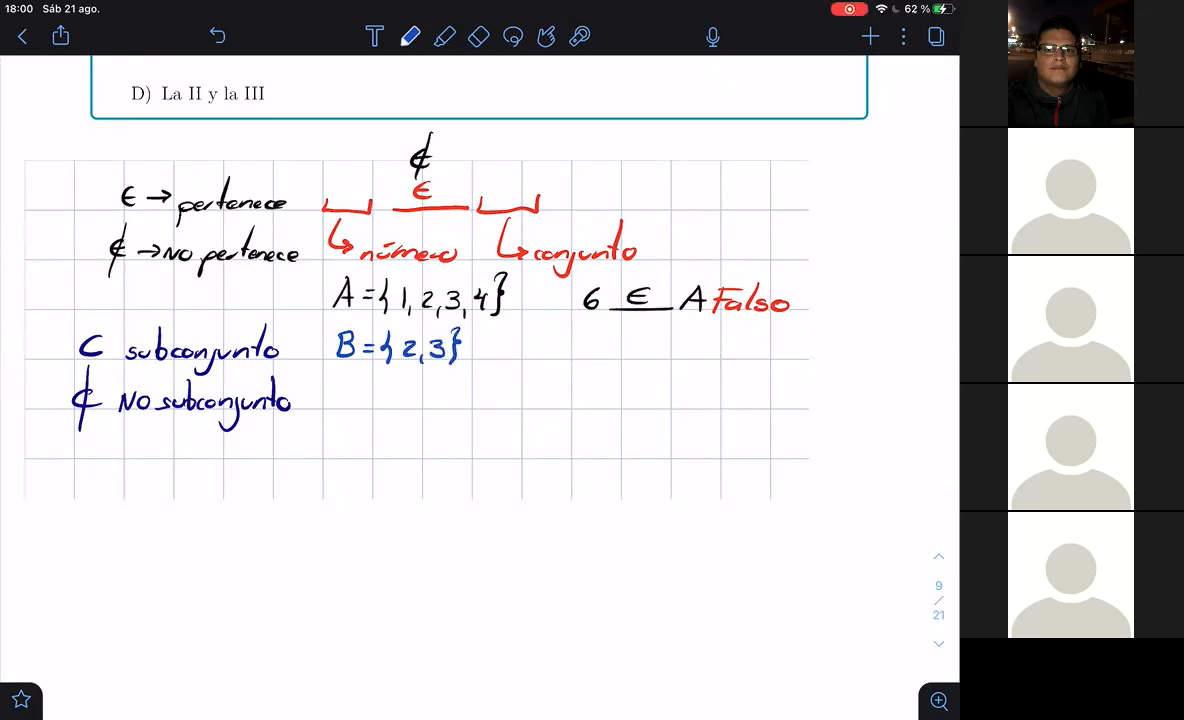 18:00 Sáb 21 ago. 62 %
D) La II y la III
∉
∈
∈ → pertenece
∉ → No pertenece
↳ número ↳ conjunto
A = { 1, 2, 3, 4 } 6 ∈ A Falso
⊂ subconjunto B = { 2, 3 }
⊄ No subconjunto
9
/
21